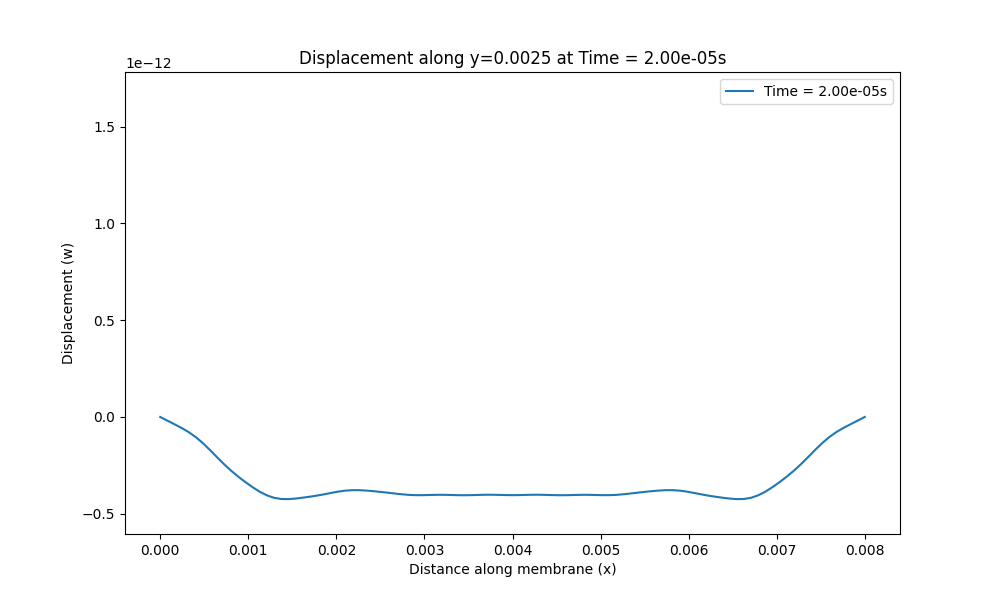 Displacement along y=0.0025 at Time = 2.00e-05s
1e−12
Time = 2.00e-05s
1.5
1.0
0.5
0.0
−0.5
Displacement (w)
0.000 0.001 0.002 0.003 0.004 0.005 0.006 0.007 0.008
Distance along membrane (x)